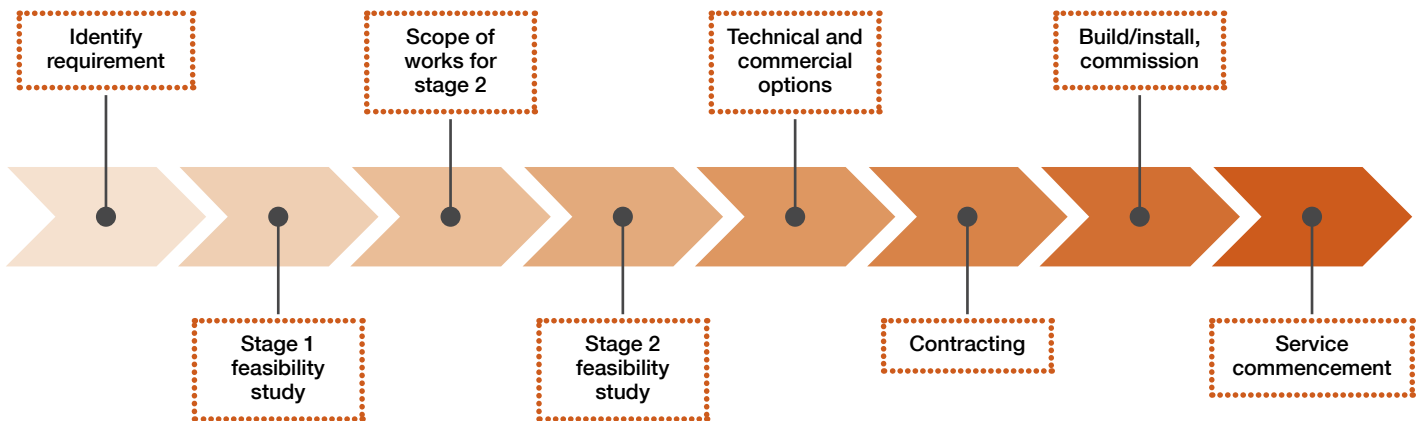 Identify
requirement
Stage 1
feasibility
study
Scope of
works for
stage 2
Stage 2
feasibility
study
Technical and
commercial
options
Contracting
Build/install,
commission
Service
commencement